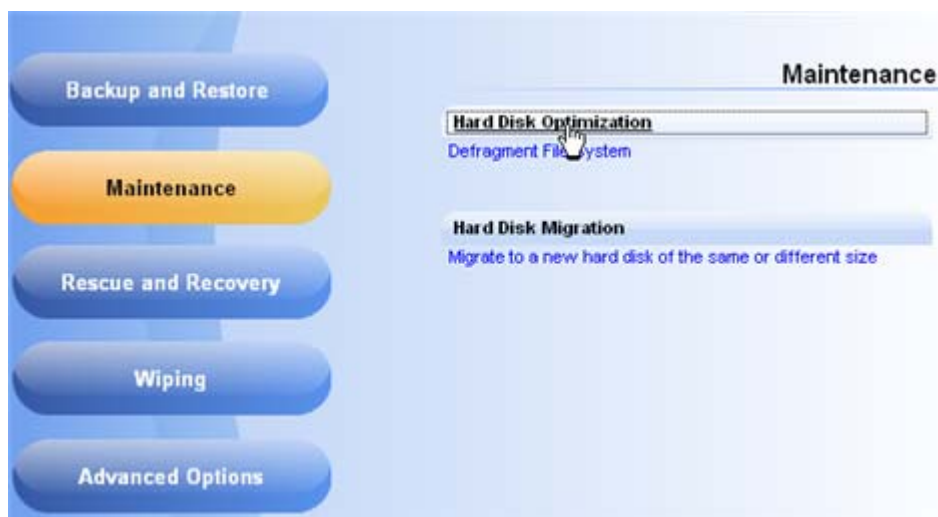 Backup and Restore
Maintenance
Rescue and Recovery
Wiping
Advanced Options
Maintenance
Hard Disk Optimization
Defragment File System
Hard Disk Migration
Migrate to a new hard disk of the same or different size